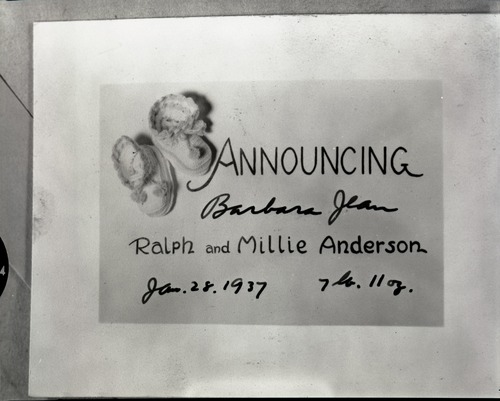 ANNOUNCING
Barbara Jean
Ralph and Millie Anderson
Jan. 28. 1937 7 lb. 11 oz.